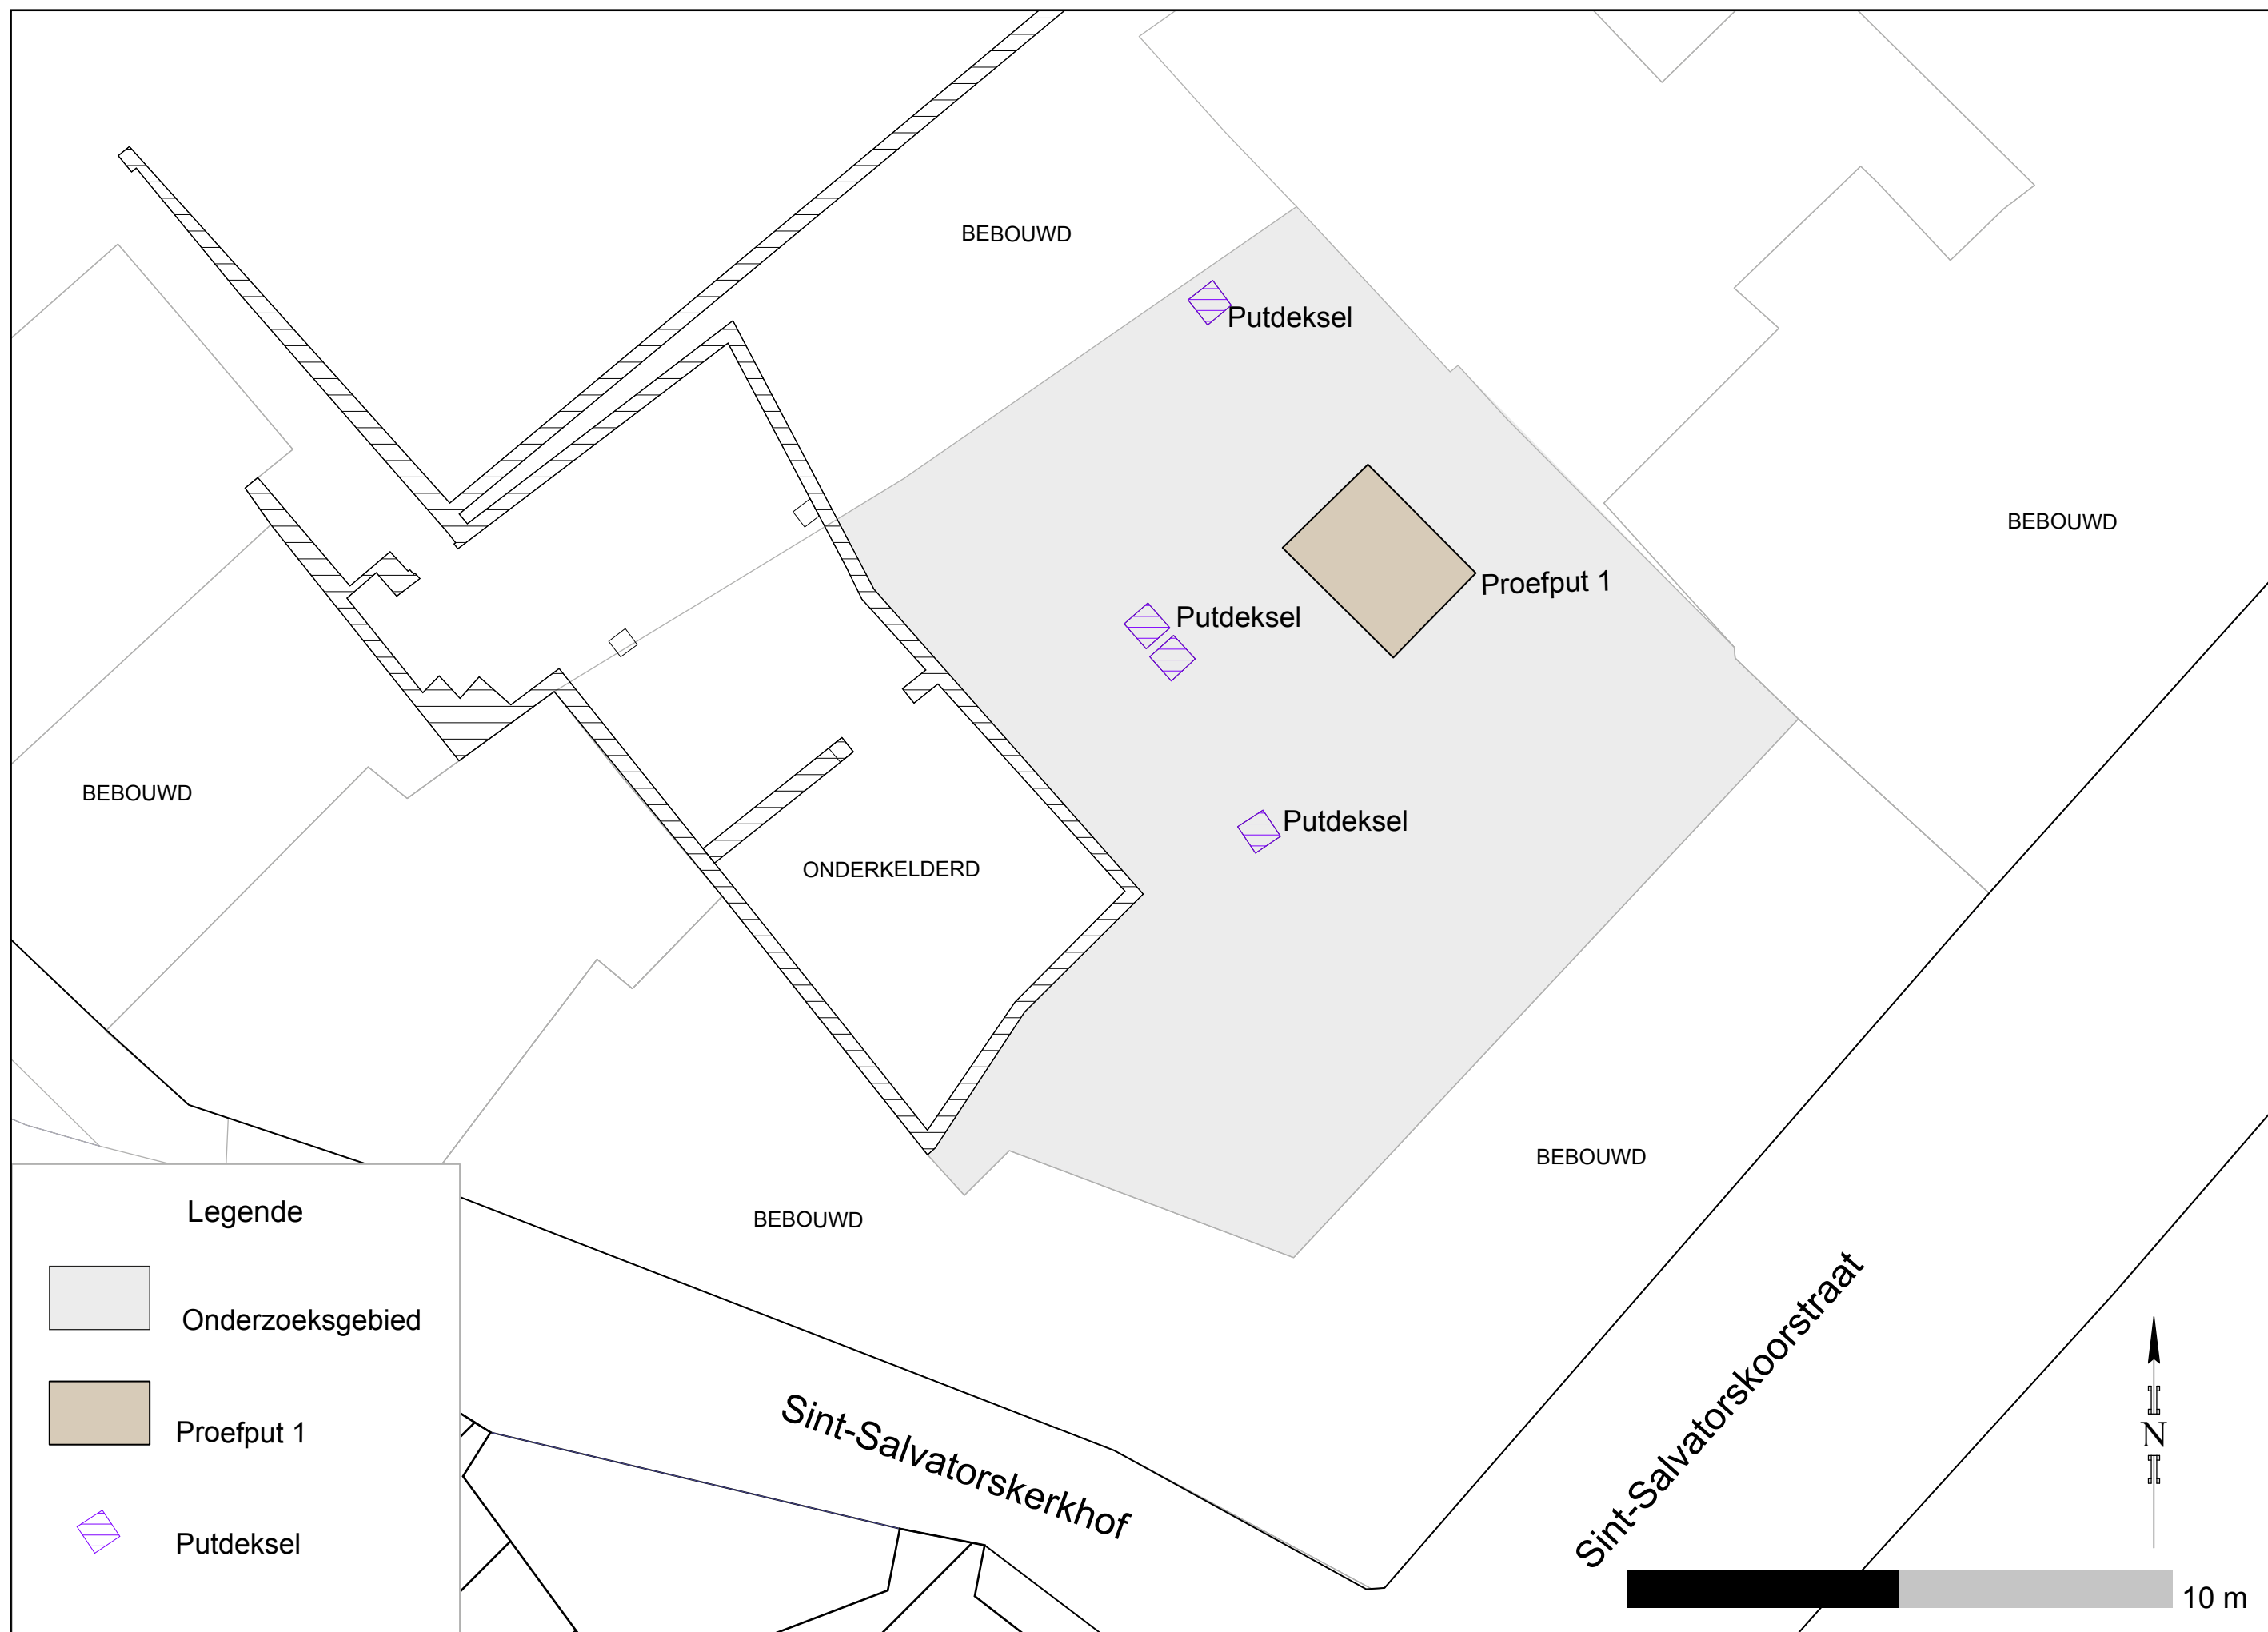 BEBOUWD
Putdeksel
BEBOUWD
Proefput 1
Putdeksel
BEBOUWD
Putdeksel
ONDERKELDERD
BEBOUWD
BEBOUWD
Legende
Onderzoeksgebied
Proefput 1
Putdeksel
Sint-Salvatorskerkhof
Sint-Salvatorskoorstraat
N
10 m